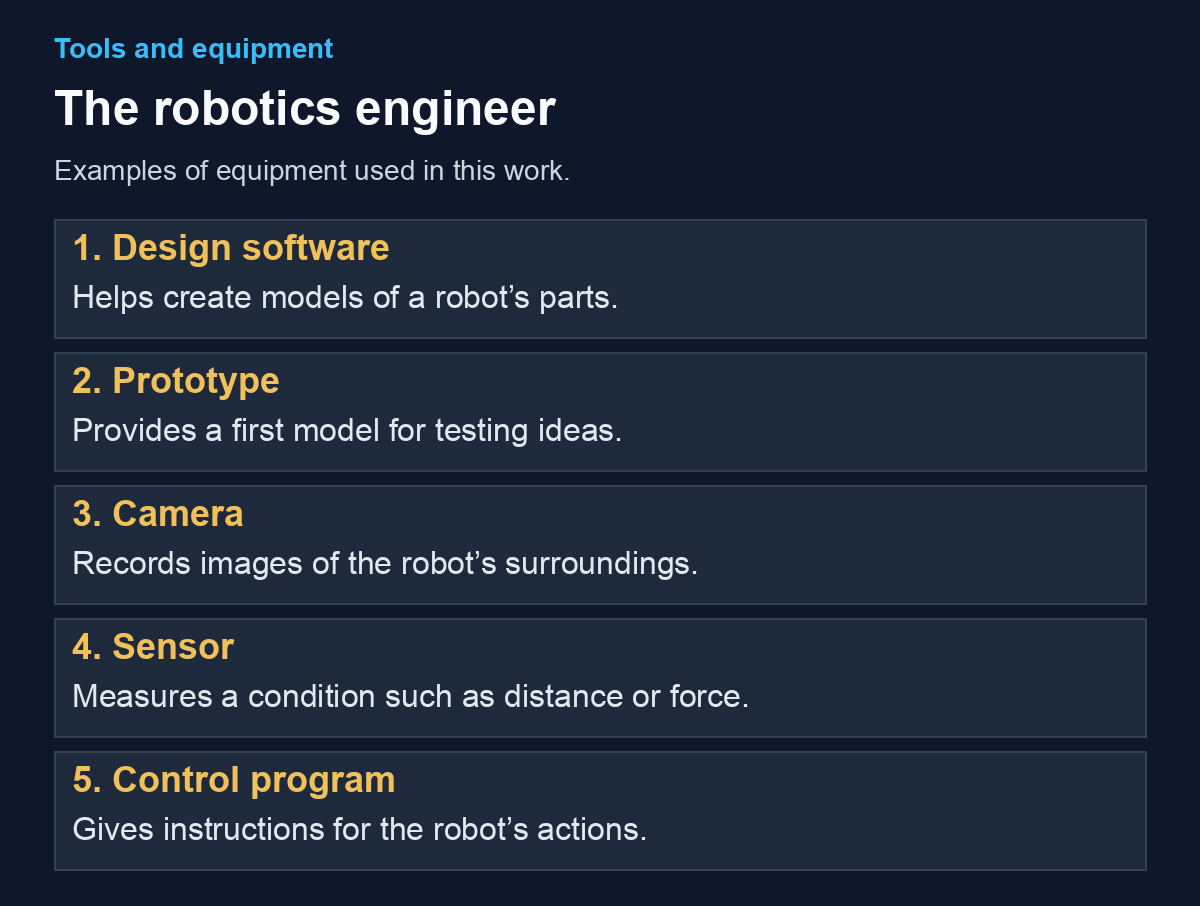 Tools and equipment
The robotics engineer
Examples of equipment used in this work.
1. Design software
Helps create models of a robot’s parts.
2. Prototype
Provides a first model for testing ideas.
3. Camera
Records images of the robot’s surroundings.
4. Sensor
Measures a condition such as distance or force.
5. Control program
Gives instructions for the robot’s actions.